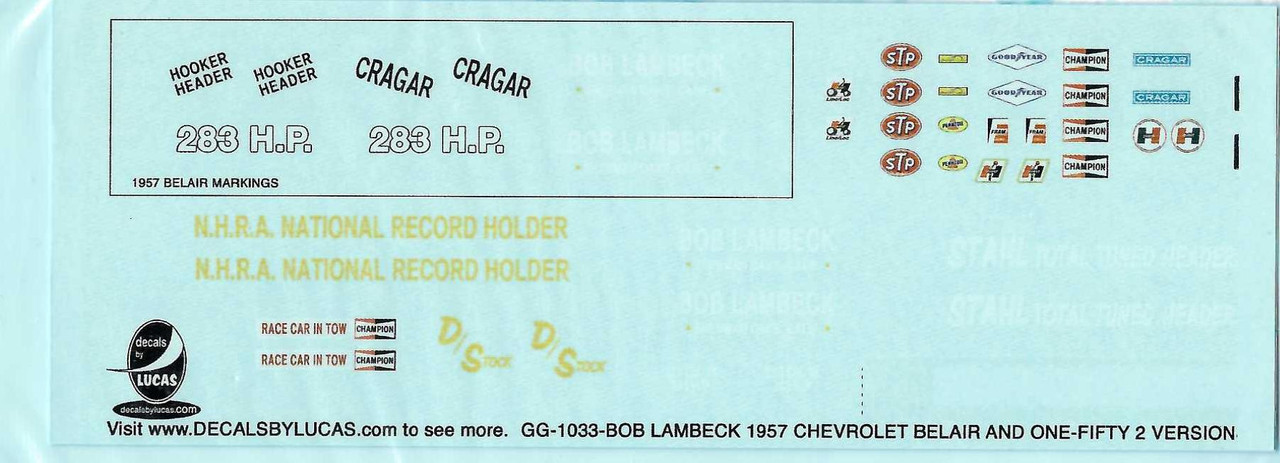 HOOKER HEADER
HOOKER HEADER
CRAGAR
CRAGAR
BOB LAMBECK
283 H.P.
283 H.P.
BOB LAMBECK
1957 BELAIR MARKINGS
STP
GOODYEAR
CHAMPION
CRAGAR
STP
GOODYEAR
CHAMPION
CRAGAR
STP
PENNZOIL
FRAM
FRAM
CHAMPION
H
H
STP
PENNZOIL
CHAMPION
N.H.R.A. NATIONAL RECORD HOLDER
BOB LAMBECK
STAHL TOTAL TUNED HEADER
N.H.R.A. NATIONAL RECORD HOLDER
BOB LAMBECK
STAHL TOTAL TUNED HEADER
decals
by
LUCAS
decalsbylucas.com
RACE CAR IN TOW CHAMPION
RACE CAR IN TOW CHAMPION
D/STOCK
D/STOCK
Visit www.DECALSBYLUCAS.com to see more. GG-1033-BOB LAMBECK 1957 CHEVROLET BELAIR AND ONE-FIFTY 2 VERSION